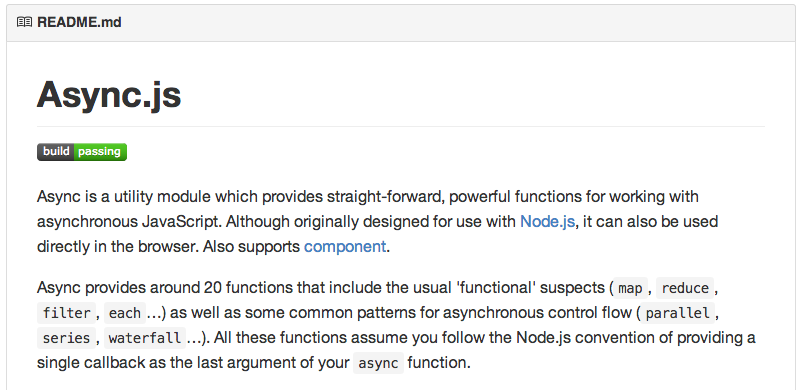 README.md
Async.js
build passing
Async is a utility module which provides straight-forward, powerful functions for working with
asynchronous JavaScript. Although originally designed for use with Node.js, it can also be used
directly in the browser. Also supports component.
Async provides around 20 functions that include the usual 'functional' suspects ( map , reduce ,
filter , each …) as well as some common patterns for asynchronous control flow ( parallel ,
series , waterfall …). All these functions assume you follow the Node.js convention of providing a
single callback as the last argument of your async function.